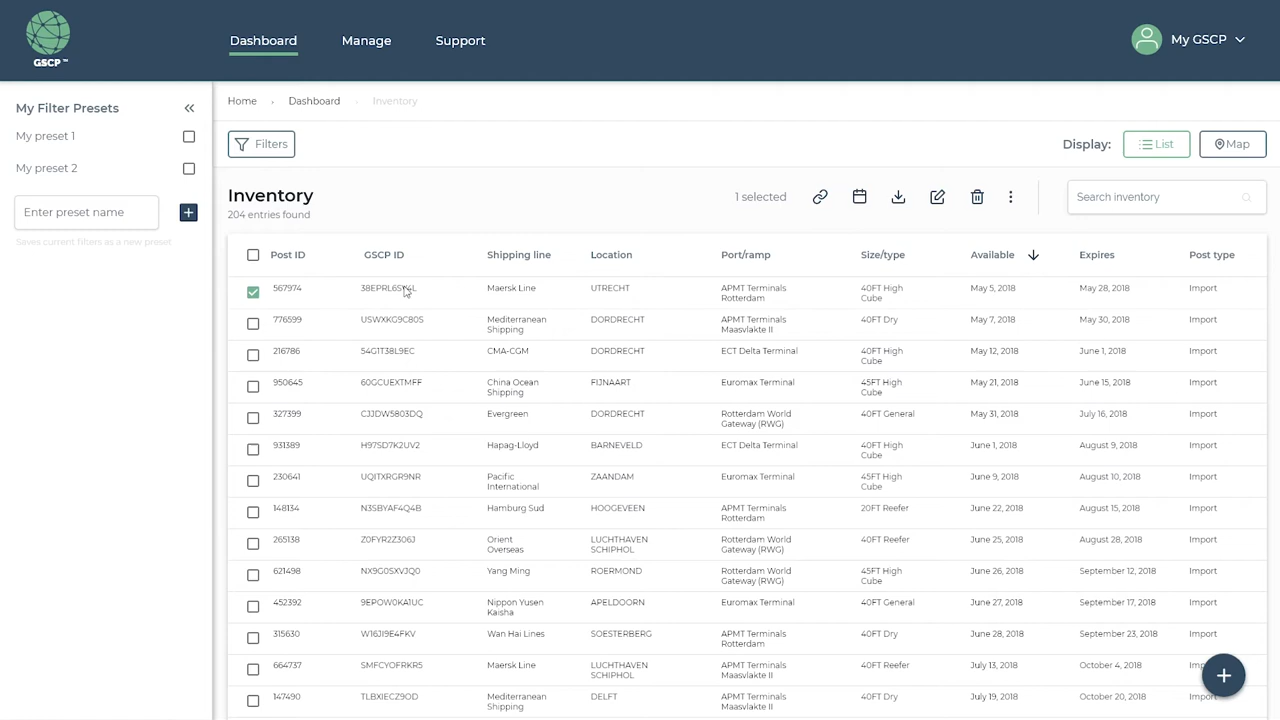 GSCP™
Dashboard
Manage
Support
My GSCP
My Filter Presets
My preset 1
My preset 2
Enter preset name
Saves current filters as a new preset
Home
Dashboard
Inventory
Filters
Display:
List
Map
Inventory
204 entries found
1 selected
Search inventory
Post ID GSCP ID Shipping line Location Port/ramp Size/type Available Expires Post type
567974 Maersk Line UTRECHT APMT Terminals 40FT High May 5, 2018 May 28, 2018 Import
Rotterdam Cube
776599 USWXKG9C80S Mediterranean DORDRECHT APMT Terminals 40FT Dry May 7, 2018 May 30, 2018 Import
Shipping Maasvlakte II
216786 54G1T38L9EC CMA-CGM DORDRECHT ECT Delta Terminal 40FT High May 12, 2018 June 1, 2018 Import
Cube
950645 60GCUEXTMFF China Ocean FIJNAART Euromax Terminal 45FT High May 21, 2018 June 15, 2018 Import
Shipping Cube
327399 CJJDW5803DQ Evergreen DORDRECHT Rotterdam World 40FT General May 31, 2018 July 16, 2018 Import
Gateway (RWG)
931389 H97SD7K2UV2 Hapag-Lloyd BARNEVELD ECT Delta Terminal 40FT High June 1, 2018 August 9, 2018 Import
Cube
230641 UQITXRGR9NR Pacific ZAANDAM Euromax Terminal 45FT High June 9, 2018 August 10, 2018 Import
International Cube
148134 N3SBYAF4Q4B Hamburg Sud HOOGEVEEN APMT Terminals 20FT Reefer June 22, 2018 August 15, 2018 Import
Rotterdam
265138 Z0FYR2Z306J Orient LUCHTHAVEN Rotterdam World 40FT Reefer June 25, 2018 August 28, 2018 Import
Overseas SCHIPHOL Gateway (RWG)
621498 NX9G0SXVJQ0 Yang Ming ROERMOND Rotterdam World 45FT High June 26, 2018 September 12, 2018 Import
Gateway (RWG) Cube
452392 9EPOW0KA1UC Nippon Yusen APELDOORN Euromax Terminal 40FT General June 27, 2018 September 17, 2018 Import
Kaisha
315630 W16JI9E4FKV Wan Hai Lines SOESTERBERG APMT Terminals 40FT Dry June 28, 2018 September 23, 2018 Import
Rotterdam
664737 SMFCYOFRKR5 Maersk Line LUCHTHAVEN APMT Terminals 40FT Reefer July 13, 2018 October 4, 2018
SCHIPHOL Maasvlakte II
147490 TLBXIECZ9OD Mediterranean DELFT APMT Terminals 40FT Dry July 19, 2018 October 20, 2018 Import
Shipping Maasvlakte II